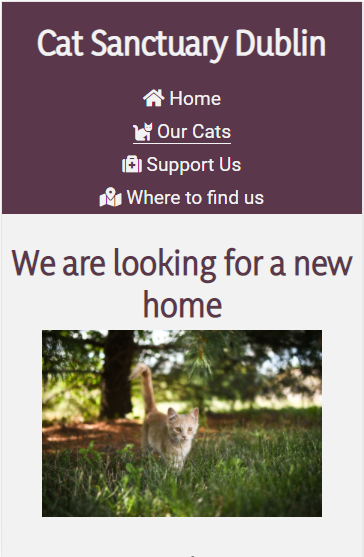 Cat Sanctuary Dublin
Home
Our Cats
Support Us
Where to find us
We are looking for a new
home